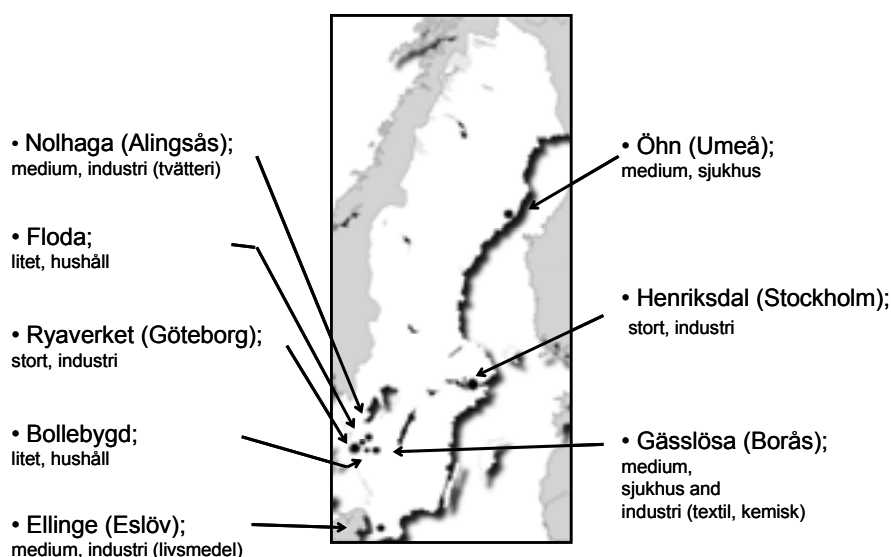 • Nolhaga (Alingsås);
medium, industri (tvätteri)
• Floda;
litet, hushåll
• Ryaverket (Göteborg);
stort, industri
• Bollebygd;
litet, hushåll
• Ellinge (Eslöv);
medium, industri (livsmedel)
• Öhn (Umeå);
medium, sjukhus
• Henriksdal (Stockholm);
stort, industri
• Gässlösa (Borås);
medium,
sjukhus and
industri (textil, kemisk)